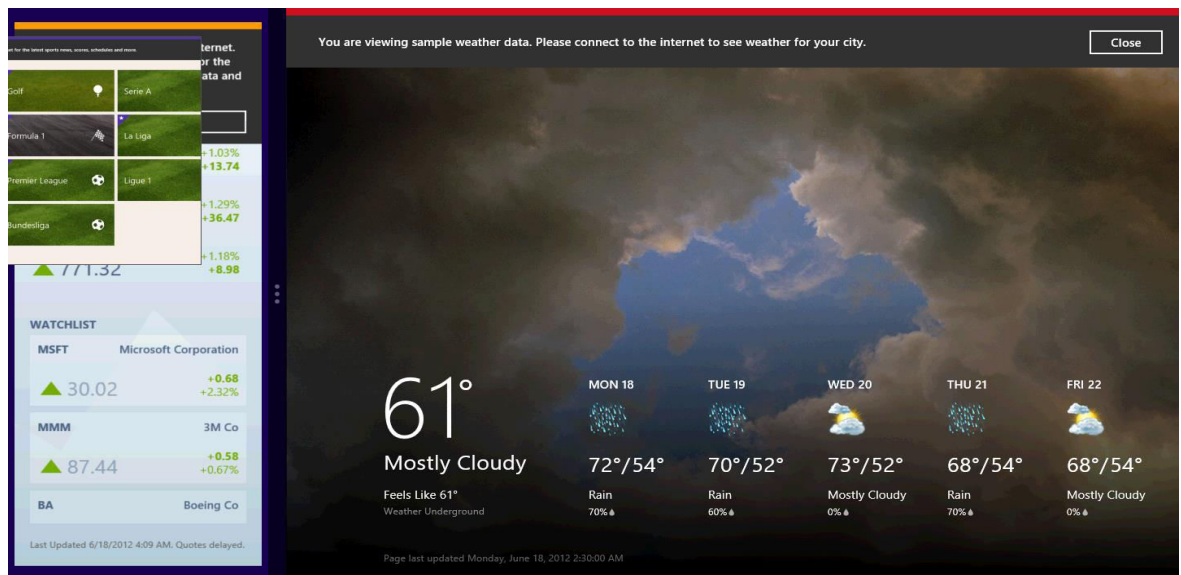 ternet.
or the
ata and
et for the latest sports news, scores, schedules and more.
Golf
Serie A
Formula 1
La Liga
Premier League
Ligue 1
Bundesliga
+1.03%
+13.74
+1.29%
+36.47
+1.18%
771.32
+8.98
WATCHLIST
MSFT Microsoft Corporation
30.02
+0.68
+2.32%
MMM 3M Co
87.44
+0.58
+0.67%
BA Boeing Co
Last Updated 6/18/2012 4:09 AM. Quotes delayed.
You are viewing sample weather data. Please connect to the internet to see weather for your city.
Close
61°
Mostly Cloudy
Feels Like 61°
Weather Underground
MON 18
72°/54°
Rain
70%
TUE 19
70°/52°
Rain
60%
WED 20
73°/52°
Mostly Cloudy
0%
THU 21
68°/54°
Rain
70%
FRI 22
68°/54°
Mostly Cloudy
0%
Page last updated Monday, June 18, 2012 2:30:00 AM